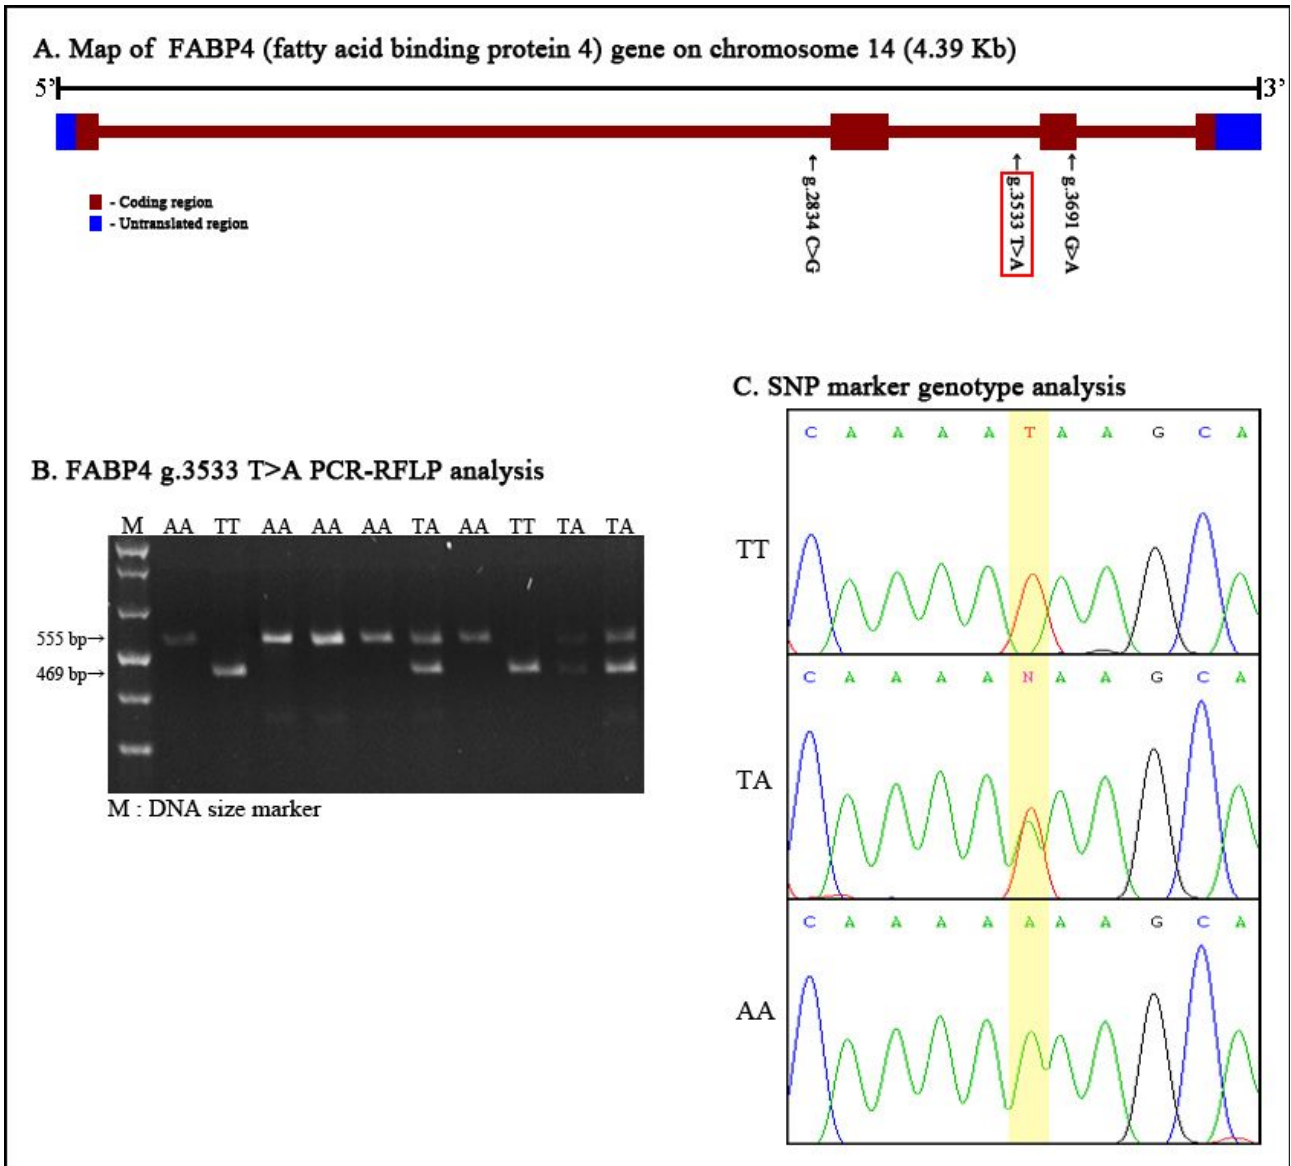 A. Map of FABP4 (fatty acid binding protein 4) gene on chromosome 14 (4.39 Kb)
5’ 3’
- Coding region
- Untranslated region
← g.2834 C>G
← g.3533 T>A
← g.3691 G>A
B. FABP4 g.3533 T>A PCR-RFLP analysis
M AA TT AA AA AA TA AA TT TA TA
555 bp→
469 bp→
M : DNA size marker
C. SNP marker genotype analysis
C A A A A T A A G C A
TT
C A A A A N A A G C A
TA
C A A A A A A A G C A
AA